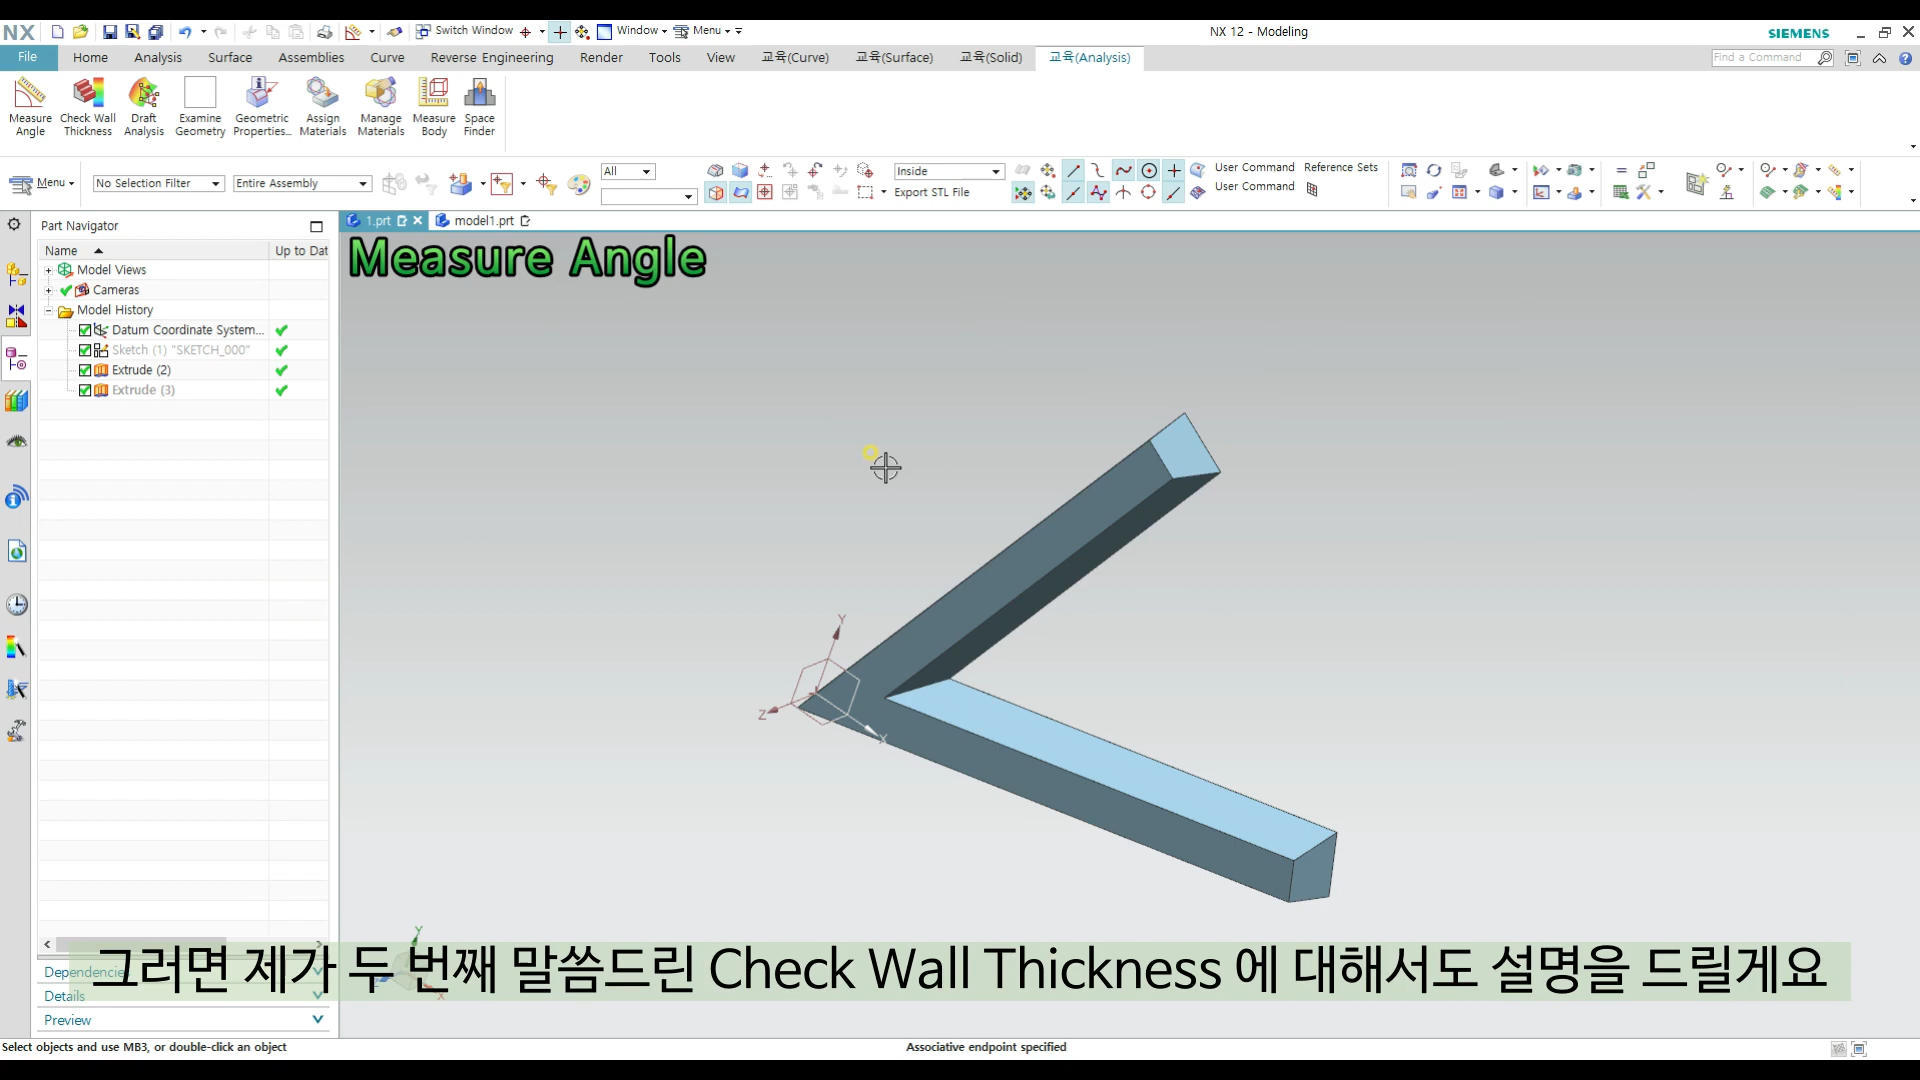 NX Switch Window Window Menu NX 12 - Modeling SIEMENS
File Home Analysis Surface Assemblies Curve Reverse Engineering Render Tools View 교육(Curve) 교육(Surface) 교육(Solid) 교육(Analysis) Find a Command
Measure Angle
Check Wall Thickness
Draft Analysis
Examine Geometry
Geometric Properties...
Assign Materials
Manage Materials
Measure Body
Space Finder
Menu No Selection Filter Entire Assembly All Inside User Command Reference Sets
Export STL File User Command
Part Navigator 1.prt model1.prt
Measure Angle
Name Up to Dat
Model Views
Cameras
Model History
Datum Coordinate System...
Sketch (1) "SKETCH_000"
Extrude (2)
Extrude (3)
Y
Z
X
Y
X
그러면 제가 두 번째 말씀드린 Check Wall Thickness 에 대해서도 설명을 드릴게요
Dependencie
Details
Preview
Select objects and use MB3, or double-click an object Associative endpoint specified